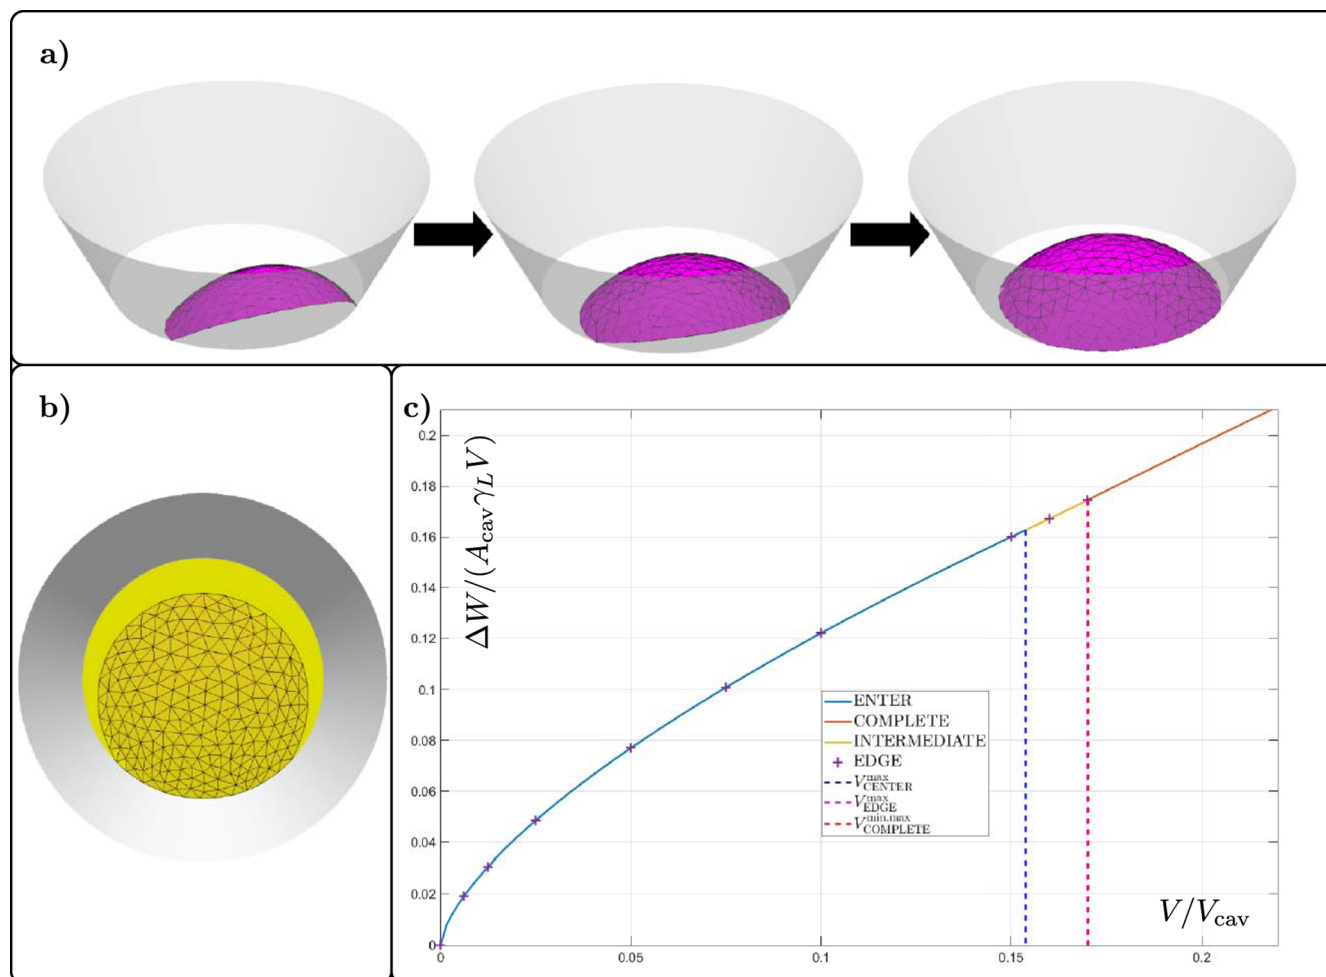 a)
b)
c)
ΔW/(A_cav γ_L V)
0.2
0.18
0.16
0.14
0.12
0.1
0.08
0.06
0.04
0.02
0
ENTER
COMPLETE
INTERMEDIATE
EDGE
V^max_CENTER
V^max_EDGE
V^min,max_COMPLETE
V/V_cav
0 0.05 0.1 0.15 0.2